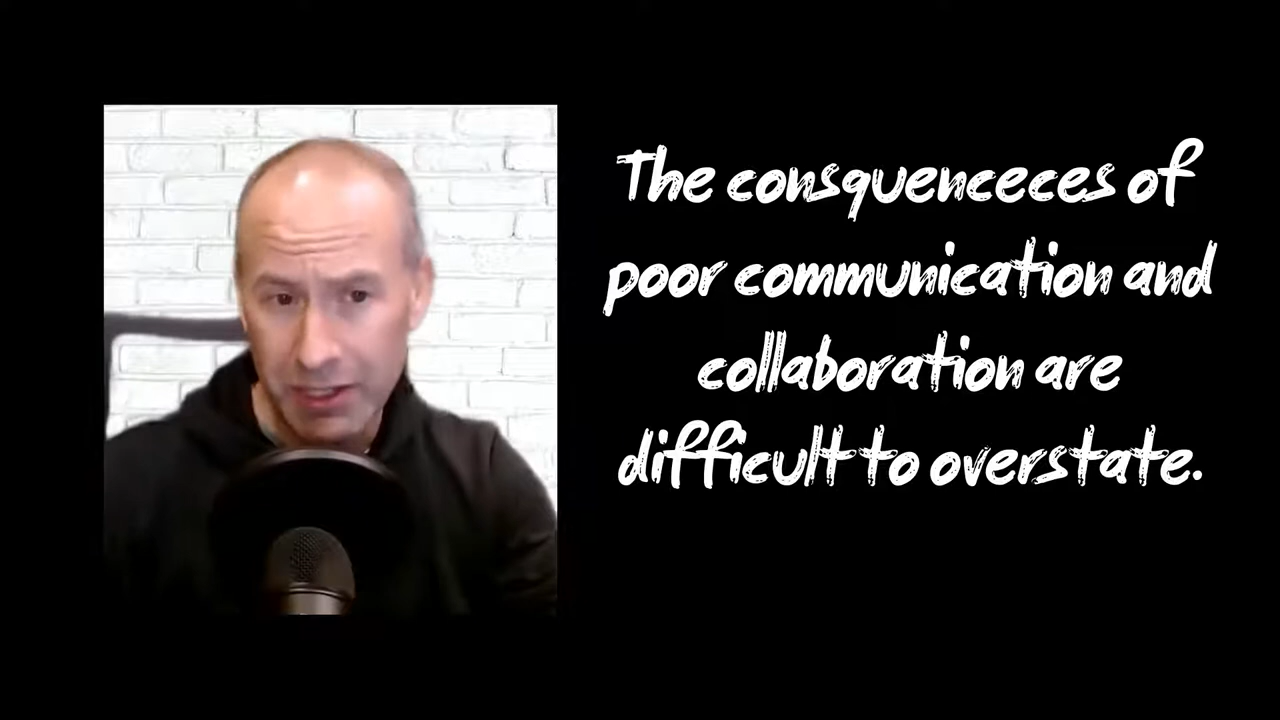 The consquenceces of
poor communication and
collaboration are
difficult to overstate.